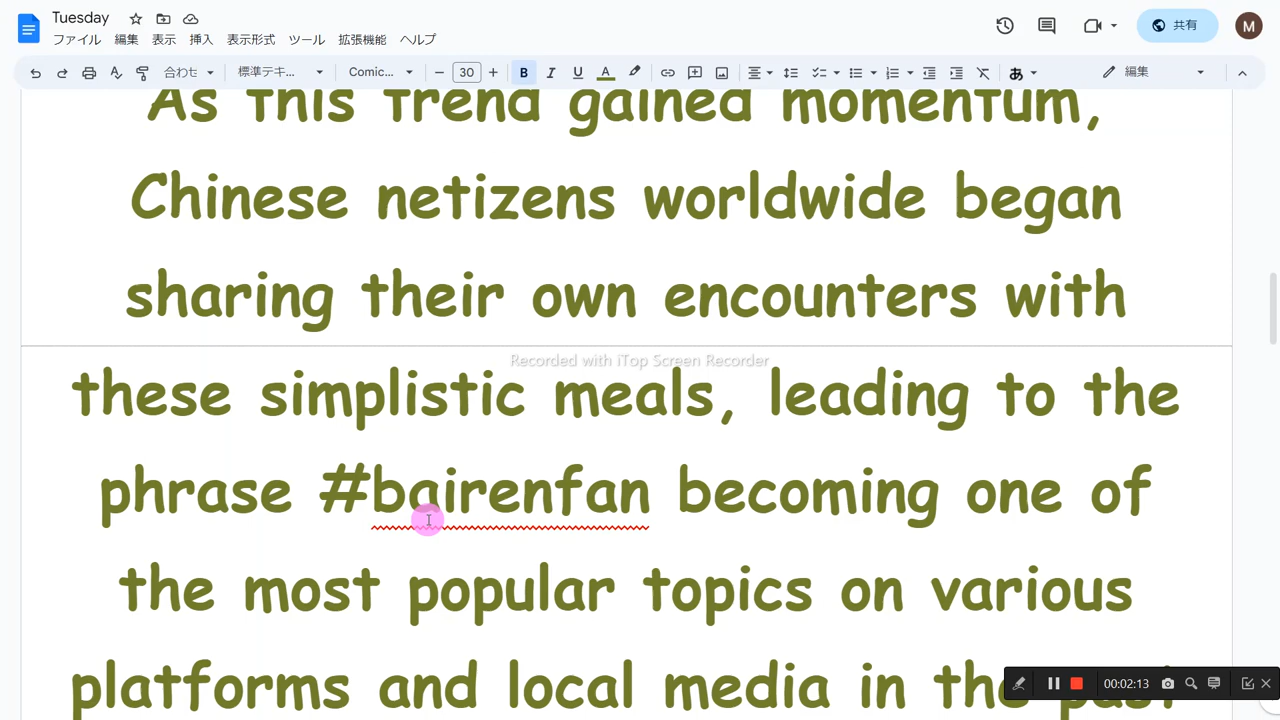 Tuesday
ファイル 編集 表示 挿入 表示形式 ツール 拡張機能 ヘルプ
共有 M
合わせ 標準テキ... Comic... 30 B I U A あ 編集
As this trend gained momentum,
Chinese netizens worldwide began
sharing their own encounters with
Recorded with iTop Screen Recorder
these simplistic meals, leading to the
phrase #bairenfan becoming one of
the most popular topics on various
platforms and local media in the past
00:02:13